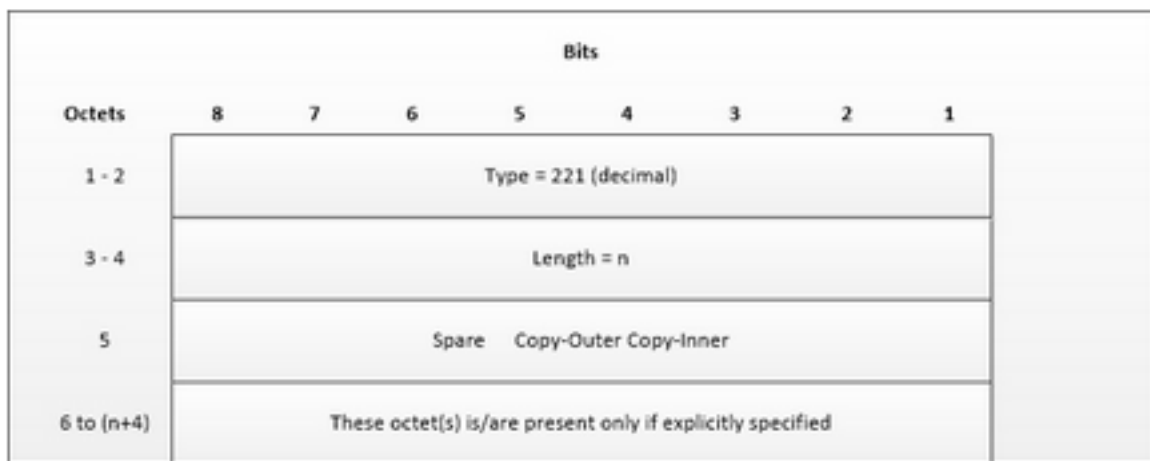 Bits
Octets 8 7 6 5 4 3 2 1
1 - 2 Type = 221 (decimal)
3 - 4 Length = n
5 Spare Copy-Outer Copy-Inner
6 to (n+4) These octet(s) is/are present only if explicitly specified